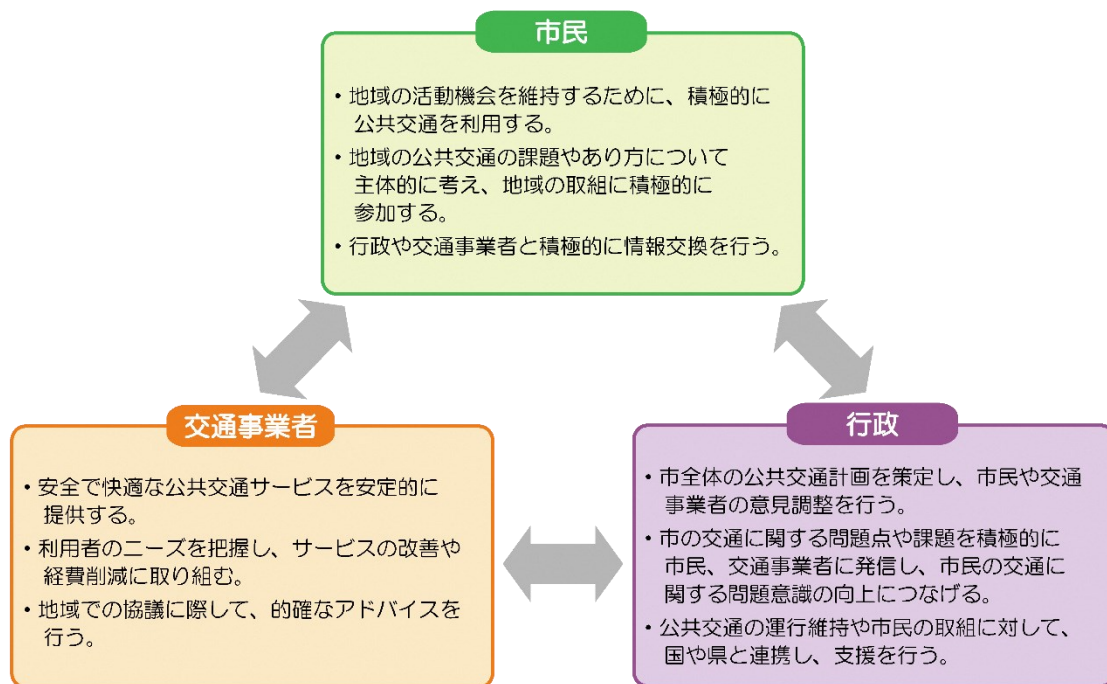 市民
・地域の活動機会を維持するために、積極的に
公共交通を利用する。
・地域の公共交通の課題やあり方について
主体的に考え、地域の取組に積極的に
参加する。
・行政や交通事業者と積極的に情報交換を行う。
交通事業者
・安全で快適な公共交通サービスを安定的に
提供する。
・利用者のニーズを把握し、サービスの改善や
経費削減に取り組む。
・地域での協議に際して、的確なアドバイスを
行う。
行政
・市全体の公共交通計画を策定し、市民や交通
事業者の意見調整を行う。
・市の交通に関する問題点や課題を積極的に
市民、交通事業者に発信し、市民の交通に
関する問題意識の向上につなげる。
・公共交通の運行維持や市民の取組に対して、
国や県と連携し、支援を行う。